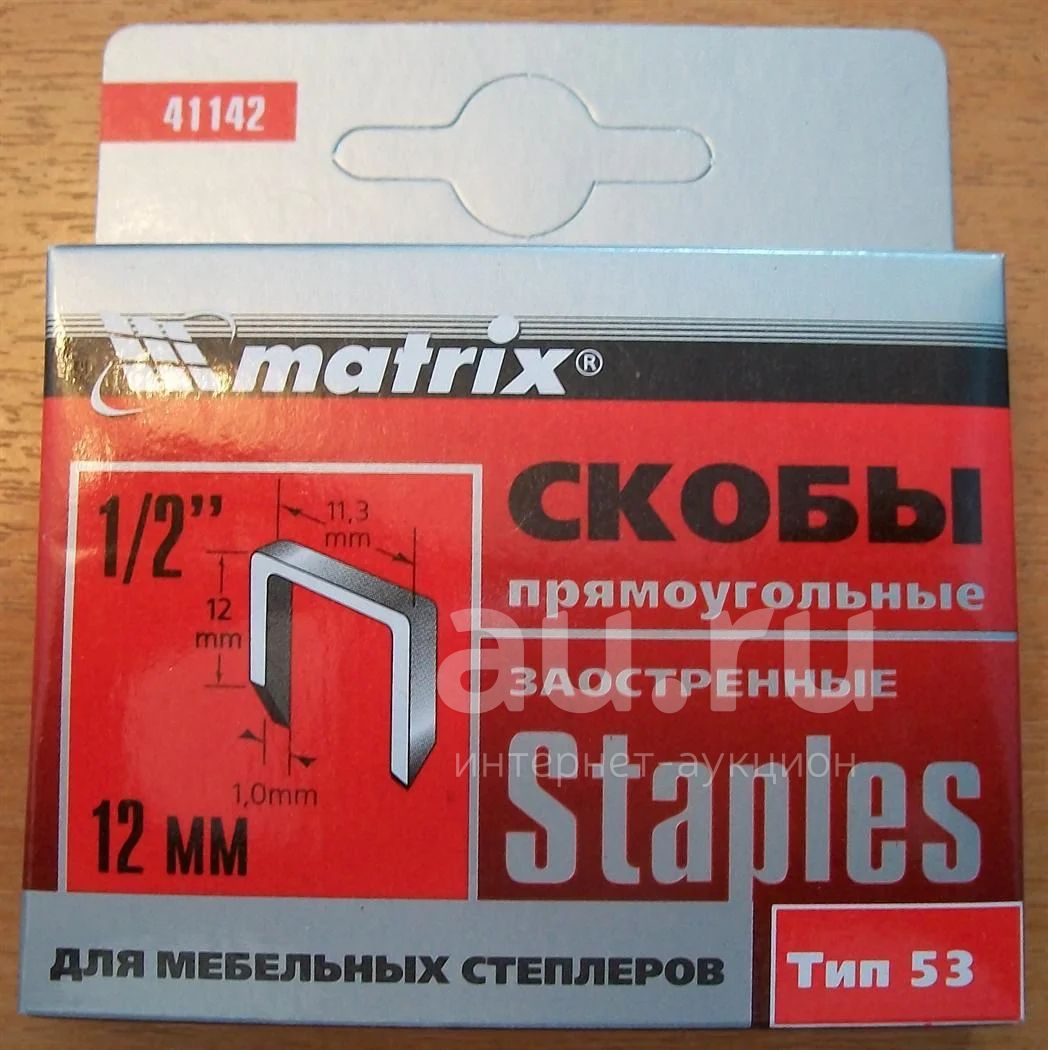 41142
matrix®
1/2”
11,3
mm
12
mm
1,0mm
12 мм
СКОБЫ
прямоугольные
ЗАОСТРЕННЫЕ
Staples
ДЛЯ МЕБЕЛЬНЫХ СТЕПЛЕРОВ
Тип 53
au.ru
интернет-аукцион